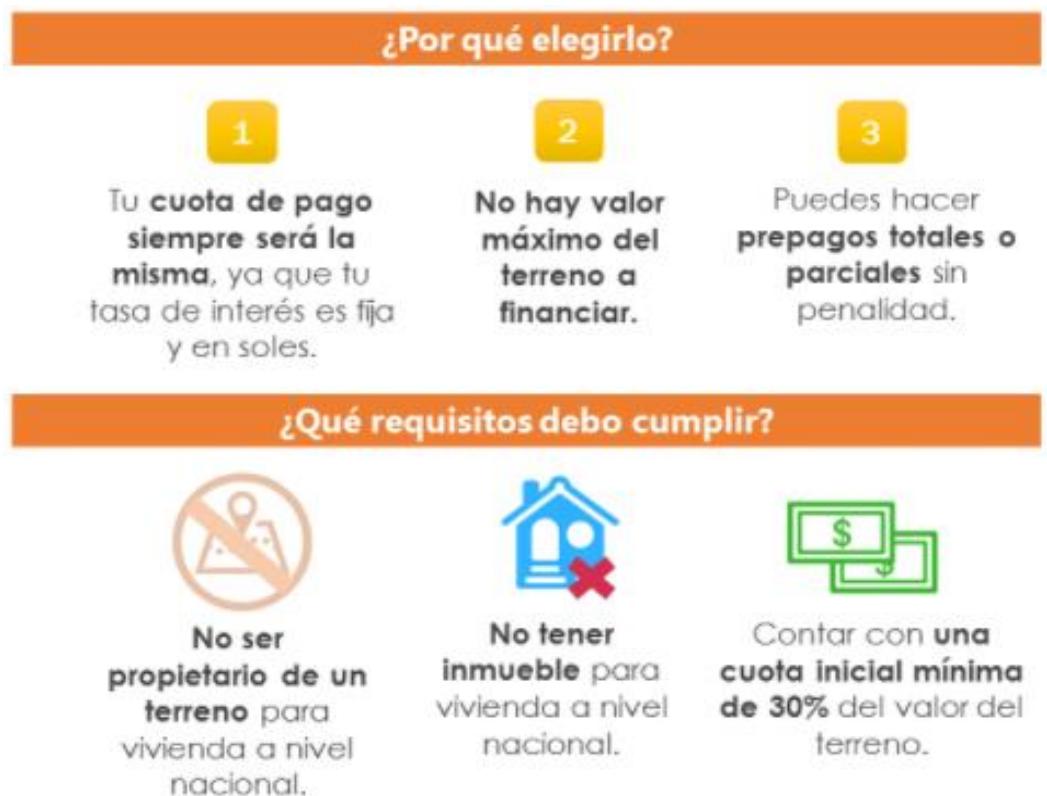 ¿Por qué elegirlo?
1
Tu cuota de pago
siempre será la
misma, ya que tu
tasa de interés es fija
y en soles.
2
No hay valor
máximo del
terreno a
financiar.
3
Puedes hacer
prepagos totales o
parciales sin
penalidad.
¿Qué requisitos debo cumplir?
No ser
propietario de un
terreno para
vivienda a nivel
nacional.
No tener
inmueble para
vivienda a nivel
nacional.
$
$
Contar con una
cuota inicial mínima
de 30% del valor del
terreno.